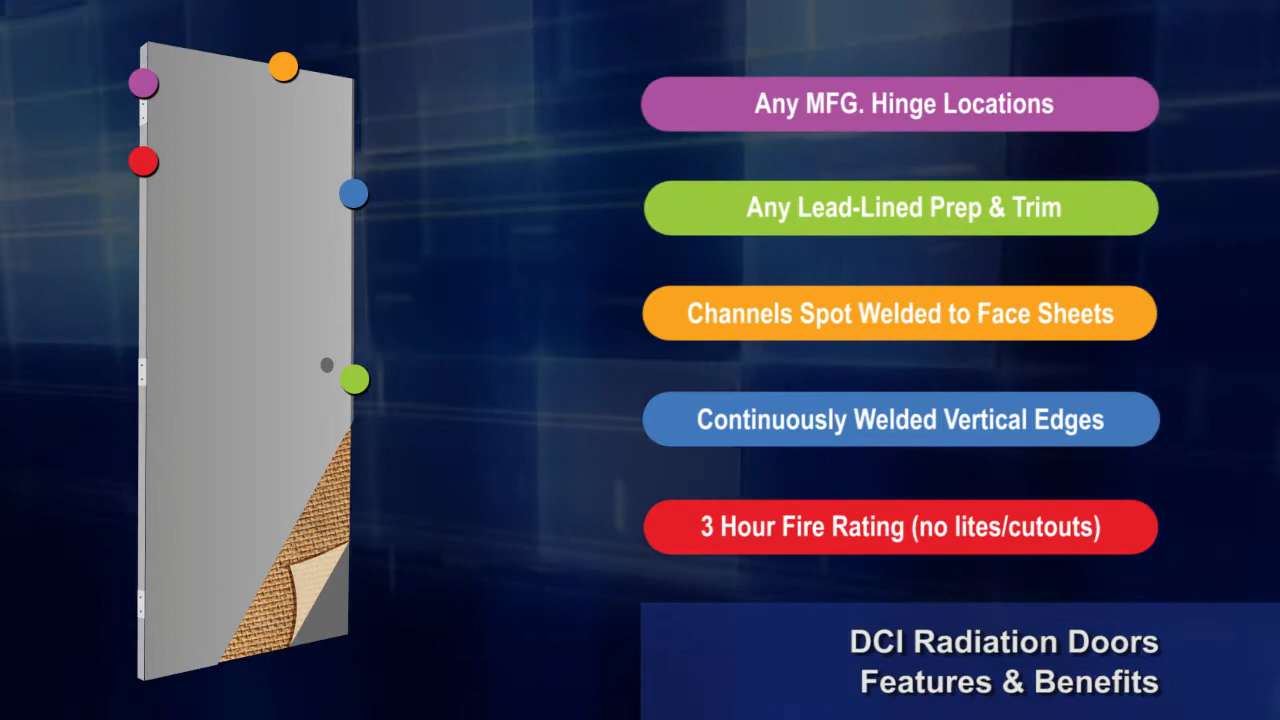 Any MFG. Hinge Locations
Any Lead-Lined Prep & Trim
Channels Spot Welded to Face Sheets
Continuously Welded Vertical Edges
3 Hour Fire Rating (no lites/cutouts)
DCI Radiation Doors
Features & Benefits